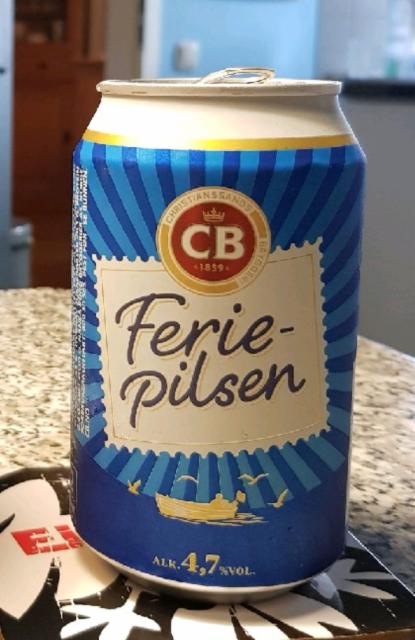 CHRISTIANSSANDS
BRYGGERI
CB
·1859·
Ferie-
pilsen
ALK. 4,7 %VOL.